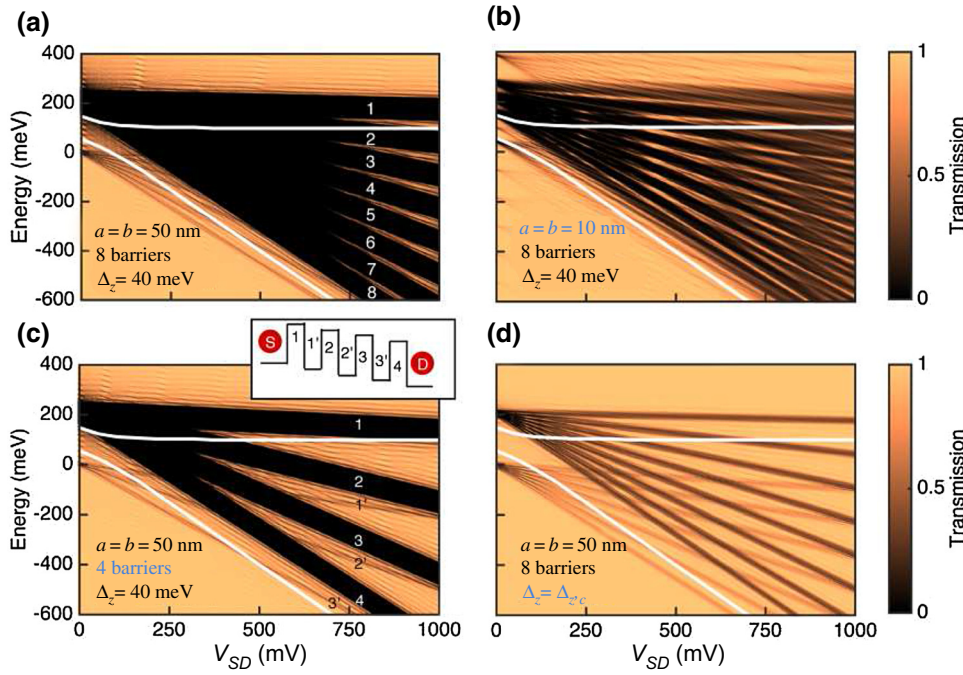 (a)
400
200
0
-200
-400
-600
Energy (meV)
1
2
3
4
5
6
7
8
a = b = 50 nm
8 barriers
Δz= 40 meV
(b)
a = b = 10 nm
8 barriers
Δz= 40 meV
1
0.5
0
Transmission
(c)
400
200
0
-200
-400
-600
Energy (meV)
S
1
1'
2
2'
3
3'
4
D
1
2
1'
3
2'
4
3'
a = b = 50 nm
4 barriers
Δz= 40 meV
0
250
500
750
1000
VSD (mV)
(d)
a = b = 50 nm
8 barriers
Δz= Δz'c
0
250
500
750
1000
VSD (mV)
1
0.5
0
Transmission